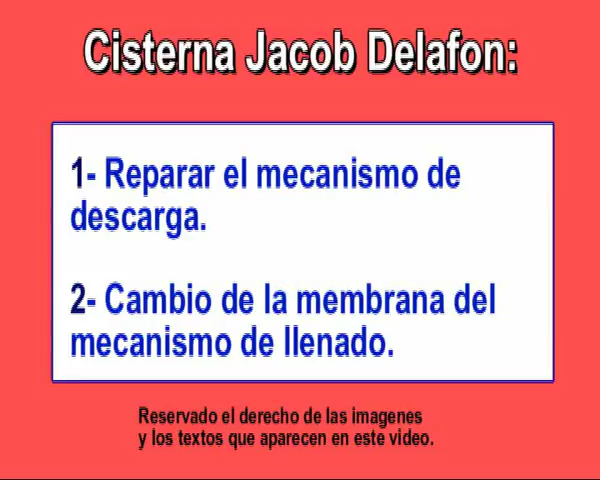 Cisterna Jacob Delafon:
1- Reparar el mecanismo de
descarga.
2- Cambio de la membrana del
mecanismo de llenado.
Reservado el derecho de las imagenes
y los textos que aparecen en este video.